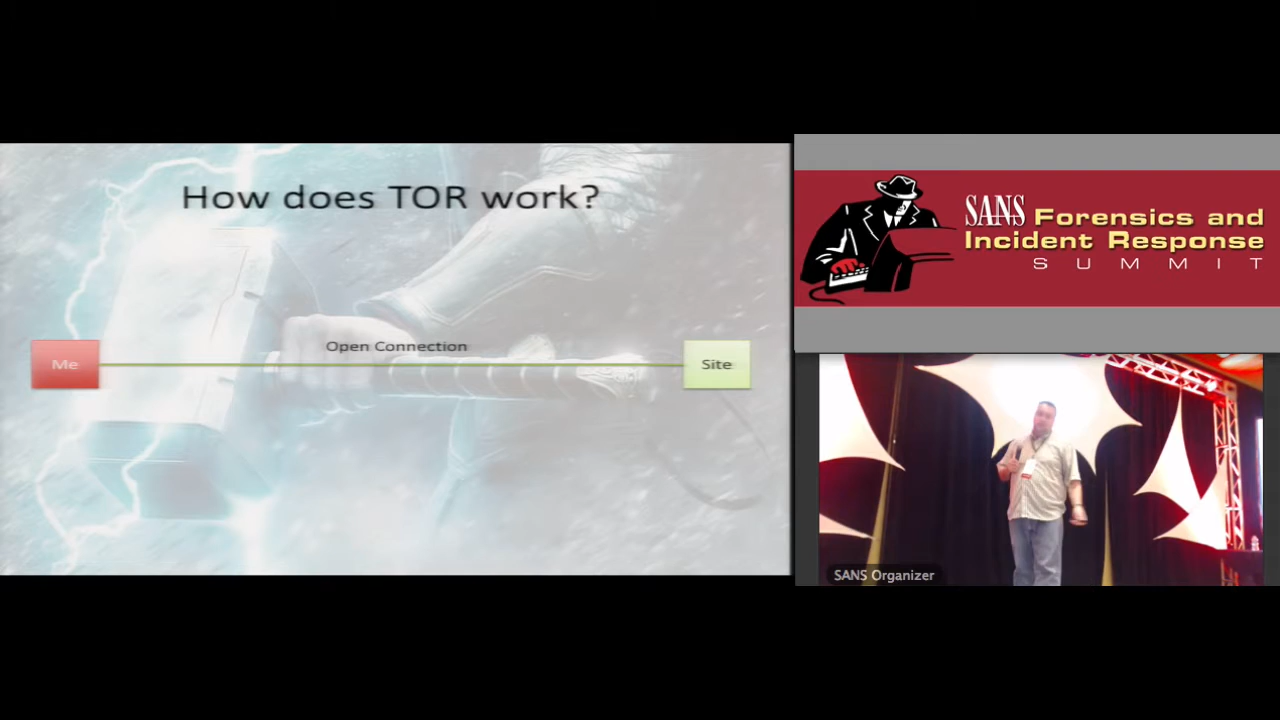 How does TOR work?
Me
Open Connection
Site
SANS Forensics and
Incident Response
SUMMIT
SANS Organizer